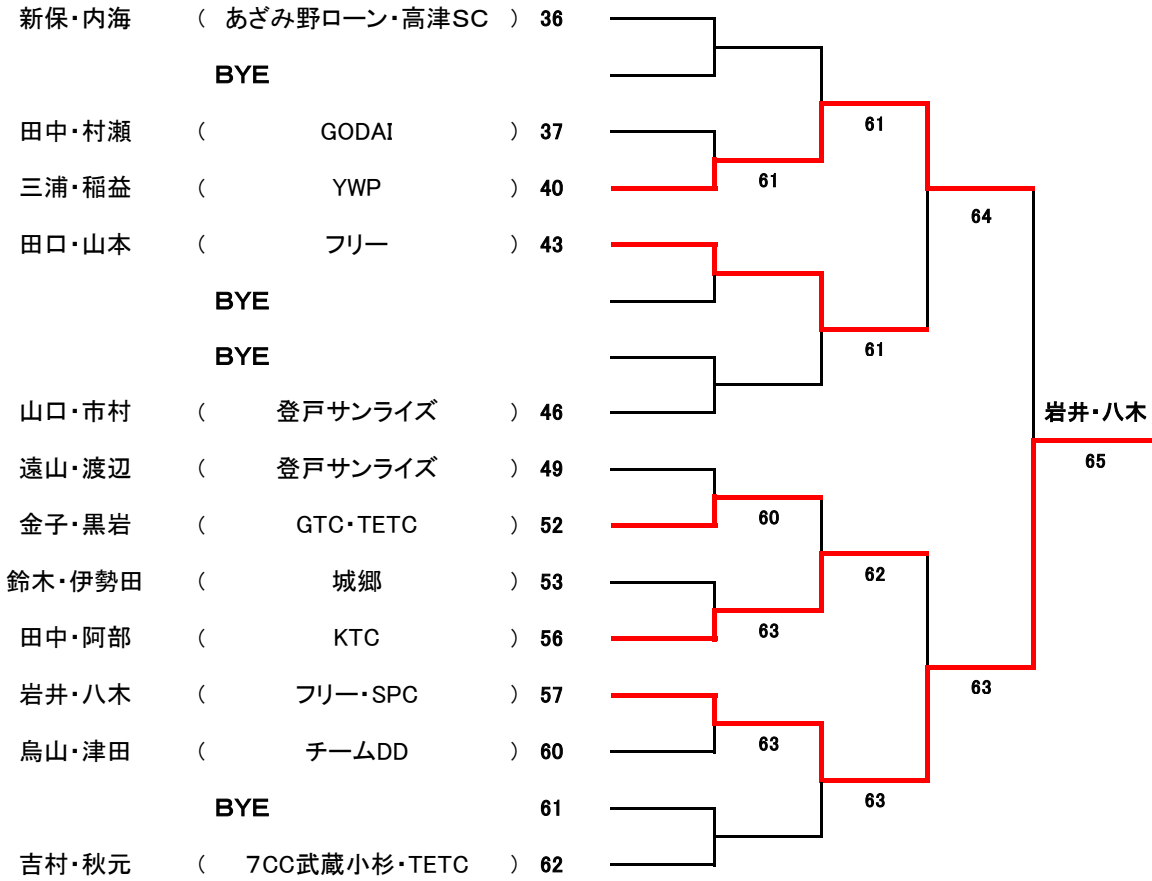 新保・内海 ( あざみ野ローン・高津SC ) 36
BYE
田中・村瀬 ( GODAI ) 37
61
三浦・稲益 ( YWP ) 40
61
64
田口・山本 ( フリー ) 43
BYE
BYE
61
山口・市村 ( 登戸サンライズ ) 46
岩井・八木
遠山・渡辺 ( 登戸サンライズ ) 49
65
金子・黒岩 ( GTC・TETC ) 52
60
鈴木・伊勢田 ( 城郷 ) 53
62
田中・阿部 ( KTC ) 56
63
岩井・八木 ( フリー・SPC ) 57
63
烏山・津田 ( チームDD ) 60
63
BYE 61
63
吉村・秋元 ( 7CC武蔵小杉・TETC ) 62